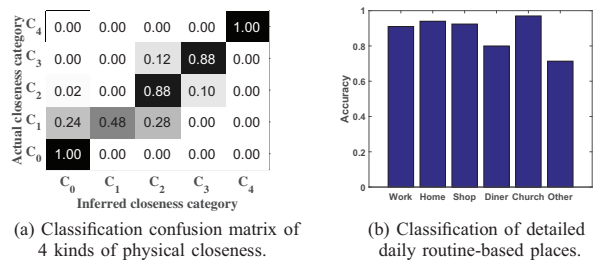 Actual closeness category
C4 0.00 0.00 0.00 0.00 1.00
C3 0.00 0.00 0.12 0.88 0.00
C2 0.02 0.00 0.88 0.10 0.00
C1 0.24 0.48 0.28 0.00 0.00
C0 1.00 0.00 0.00 0.00 0.00
C0 C1 C2 C3 C4
Inferred closeness category
(a) Classification confusion matrix of
4 kinds of physical closeness.
Accuracy
1
0.8
0.6
0.4
0.2
0
Work Home Shop Diner Church Other
(b) Classification of detailed
daily routine-based places.